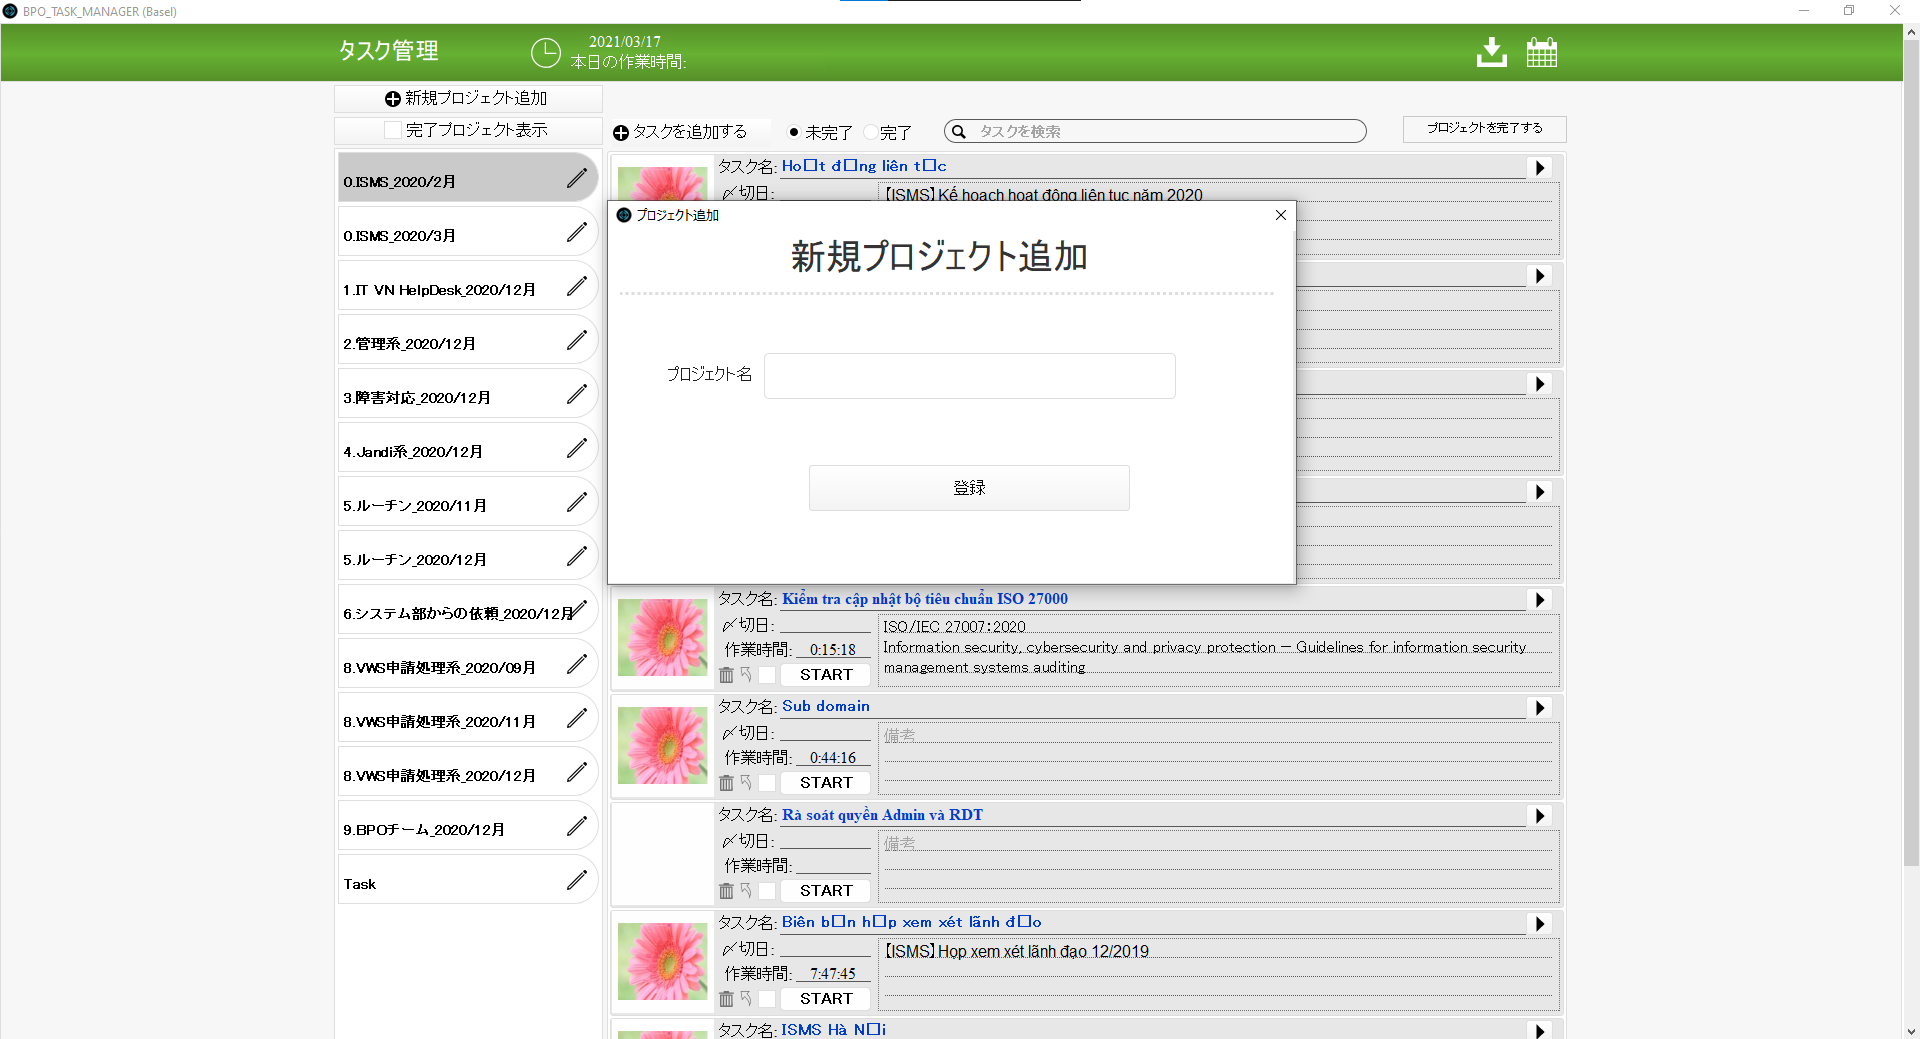 BPO_TASK_MANAGER (Basel)
タスク管理
2021/03/17
本日の作業時間:
新規プロジェクト追加
完了プロジェクト表示
タスクを追加する
未完了 完了
タスクを検索
プロジェクトを完了する
0.ISMS_2020/2月
0.ISMS_2020/3月
1.IT VN HelpDesk_2020/12月
2.管理系_2020/12月
3.障害対応_2020/12月
4.Jandi系_2020/12月
5.ルーチン_2020/11月
5.ルーチン_2020/12月
6.システム部からの依頼_2020/12月
8.VWS申請処理系_2020/09月
8.VWS申請処理系_2020/11月
8.VWS申請処理系_2020/12月
9.BPOチーム_2020/12月
Task
タスク名: Ho□t đ□ng liên t□c
〆切日:
【ISMS】Kế hoạch hoạt động liên tục năm 2020
プロジェクト追加
新規プロジェクト追加
プロジェクト名
登録
タスク名: Kiểm tra cập nhật bộ tiêu chuẩn ISO 27000
〆切日:
作業時間: 0:15:18
START
ISO/IEC 27007:2020
Information security, cybersecurity and privacy protection — Guidelines for information security
management systems auditing
タスク名: Sub domain
〆切日:
備考
作業時間: 0:44:16
START
タスク名: Rà soát quyền Admin và RDT
〆切日:
備考
作業時間:
START
タスク名: Biên b□n h□p xem xét lãnh đ□o
〆切日:
【ISMS】Họp xem xét lãnh đạo 12/2019
作業時間: 7:47:45
START
タスク名: ISMS Hà N□i